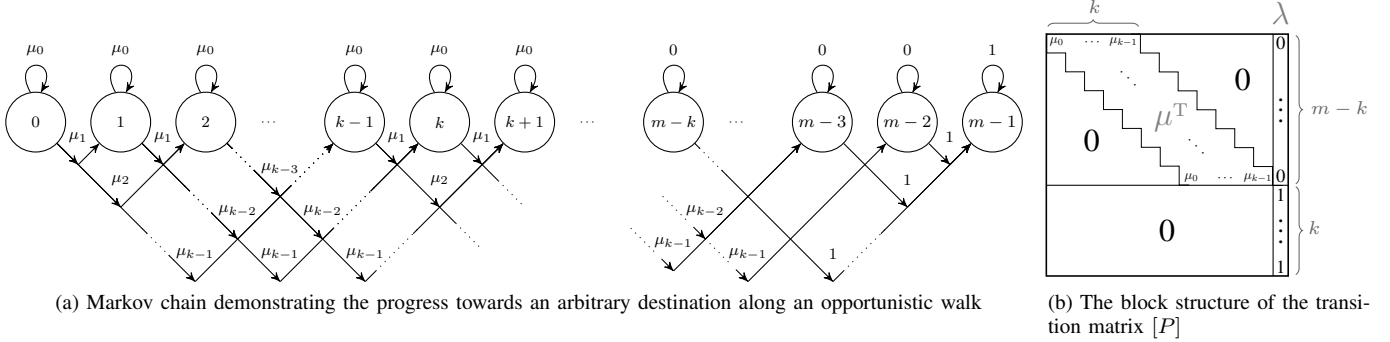 μ₀ μ₀ μ₀ μ₀ μ₀ μ₀ 0 0 0 1
0 1 2 ··· k − 1 k k + 1 ··· m − k ··· m − 3 m − 2 m − 1
μ₁ μ₁ μ₁ μ₁ 1
μ₂ μₖ₋₃ μ₂ 1
μₖ₋₂ μₖ₋₂ μₖ₋₂
μₖ₋₁ μₖ₋₁ μₖ₋₁ μₖ₋₁ μₖ₋₁ 1
(a) Markov chain demonstrating the progress towards an arbitrary destination along an opportunistic walk
k λ
μ₀ ··· μₖ₋₁ 0
0
μᵀ m − k
0
μ₀ ··· μₖ₋₁ 0
1
0 k
1
(b) The block structure of the transi-
tion matrix [P]